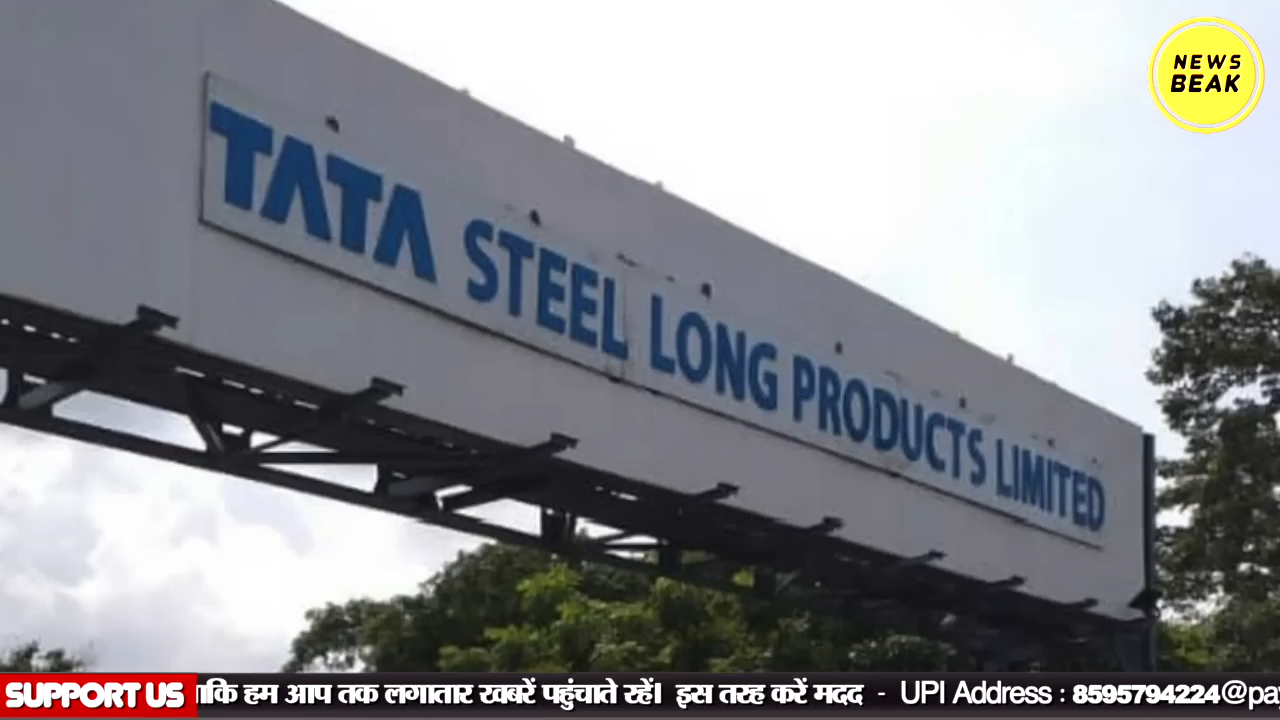 NEWS
BEAK
TATA STEEL LONG PRODUCTS LIMITED
SUPPORT US
हम आप तक लगातार खबरें पहुंचाते रहें। इस तरह करें मदद - UPI Address : 8595794224@pay